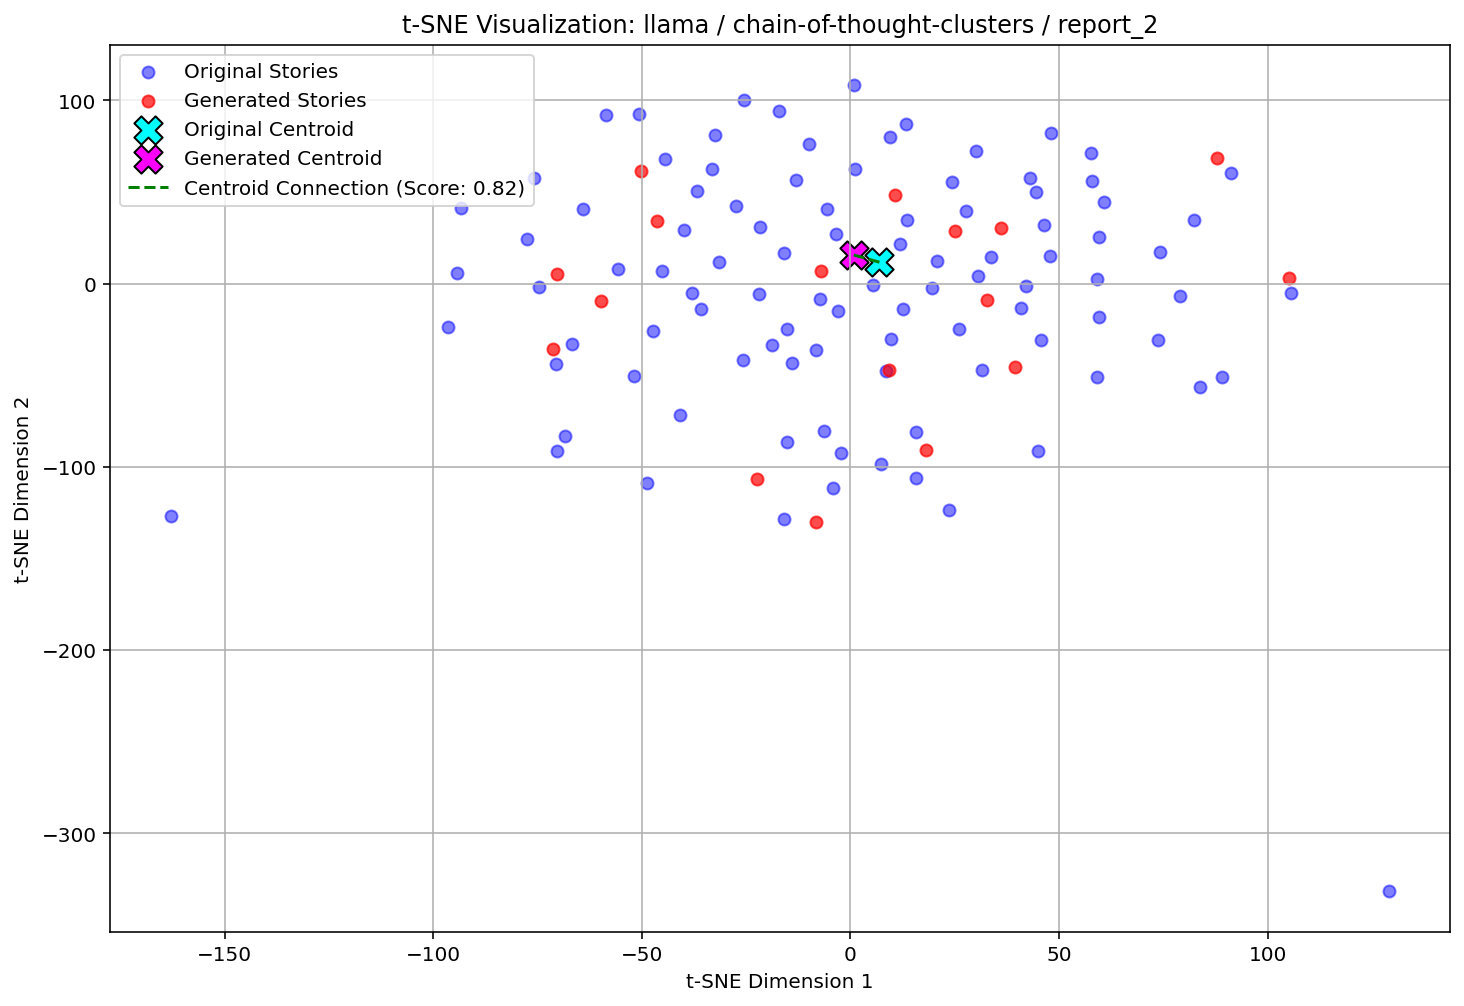 t-SNE Visualization: llama / chain-of-thought-clusters / report_2
Original Stories
Generated Stories
Original Centroid
Generated Centroid
Centroid Connection (Score: 0.82)
t-SNE Dimension 2
100
0
−100
−200
−300
−150
−100
−50
0
50
100
t-SNE Dimension 1